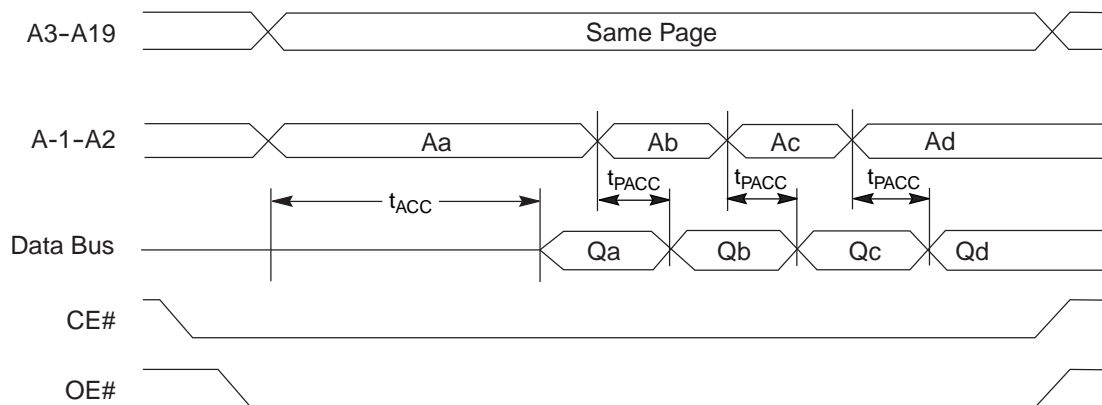 A3–A19
Same Page
A-1–A2
Aa
Ab
Ac
Ad
tACC
tPACC
tPACC
tPACC
Data Bus
Qa
Qb
Qc
Qd
CE#
OE#